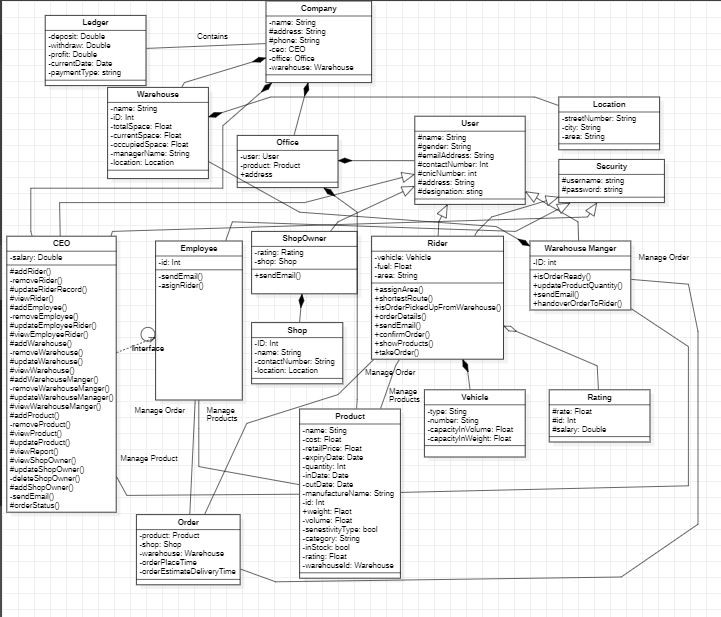 Company
-name: String
#address: String
#phone: String
-ceo: CEO
-office: Office
-warehouse: Warehouse
Ledger
-deposit: Double
-withdraw: Double
-profit: Double
-currentDate: Date
-paymentType: string
Contains
Warehouse
-name: String
-iD: Int
-totalSpace: Float
-currentSpace: Float
-occupiedSpace: Float
-managerName: String
-location: Location
Location
-streetNumber: String
-city: String
-area: String
User
#name: String
#gender: String
#emailAddress: String
#contactNumber: Int
#cnicNumber: int
#address: String
#designation: sting
Office
-user: User
-product: Product
+address
Security
#username: string
#password: string
CEO
-salary: Double
#addRider()
-removeRider()
#updateRiderRecord()
#viewRider()
#addEmployee()
-removeEmployee()
#updateEmployeeRider()
#viewEmployeeRider()
#addWarehouse()
-removeWarehouse()
#updateWarehouse()
#viewWarehouse()
#addWarehouseManger()
-removeWarehouseManger()
#updateWarehouseManager()
#viewWarehouseManger()
#addProduct()
-removeProduct()
#viewProduct()
#updateProduct()
#viewReport()
#viewShopOwner()
#updateShopOwner()
-deleteShopOwner()
#addShopOwner()
-sendEmail()
#orderStatus()
Employee
-id: Int
-sendEmail()
-asignRider()
ShopOwner
-rating: Rating
-shop: Shop
+sendEmail()
Rider
-vehicle: Vehicle
-fuel: Float
-area: String
+assignArea()
+shortestRoute()
+isOrderPickedUpFromWarehouse()
+orderDetails()
+sendEmail()
+confirmOrder()
+showProducts()
+takeOrder()
Warehouse Manger
-ID: int
+isOrderReady()
+updateProductQuantity()
+sendEmail()
+handoverOrderToRider()
Manage Order
Interface
Shop
-ID: Int
-name: String
-contactNumber: String
-location: Location
Manage Order
Manage
Products
Vehicle
-type: String
-number: String
-capacityInVolume: Float
-capacityInWeight: Float
Rating
#rate: Float
#id: Int
#salary: Double
Manage Order
Manage
Products
Manage Product
Product
-name: Sting
-cost: Float
-retailPrice: Float
-expiryDate: Date
-quantity: Int
-inDate: Date
-outDate: Date
-manufactureName: String
-id: Int
+weight: Flaot
-volume: Float
-senestivityType: bool
-category: String
-inStock: bool
-rating: Float
-warehouseId: Warehouse
Order
-product: Product
-shop: Shop
-warehouse: Warehouse
-orderPlaceTime
-orderEstimateDeliveryTime